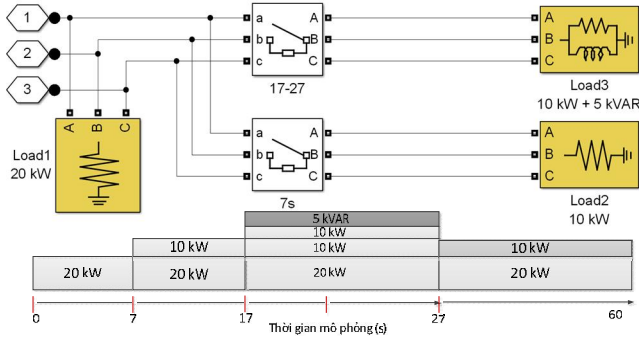 1
a
A
2
b
B
3
c
C
17-27
Load3
10 kW + 5 kVAR
A B C
Load1
20 kW
a
A
b
B
c
C
7s
Load2
10 kW
5 kVAR
10 kW
10 kW 10 kW 10 kW
20 kW 20 kW 20 kW 20 kW
0 7 17 27 60
Thời gian mô phỏng (s)